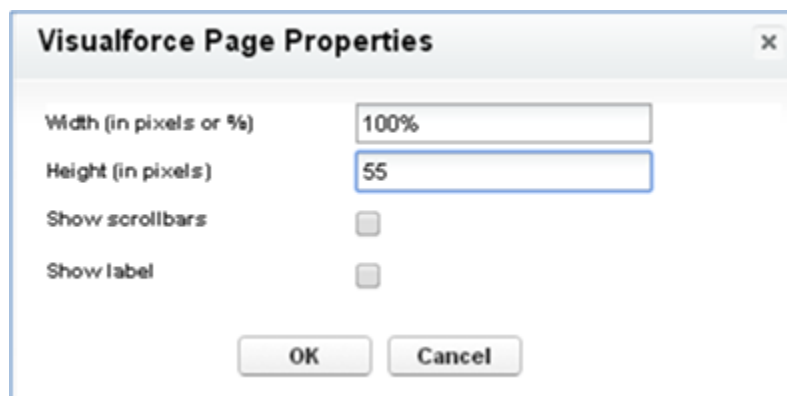 Visualforce Page Properties
Width (in pixels or %) 100%
Height (in pixels) 55
Show scrollbars
Show label
OK Cancel